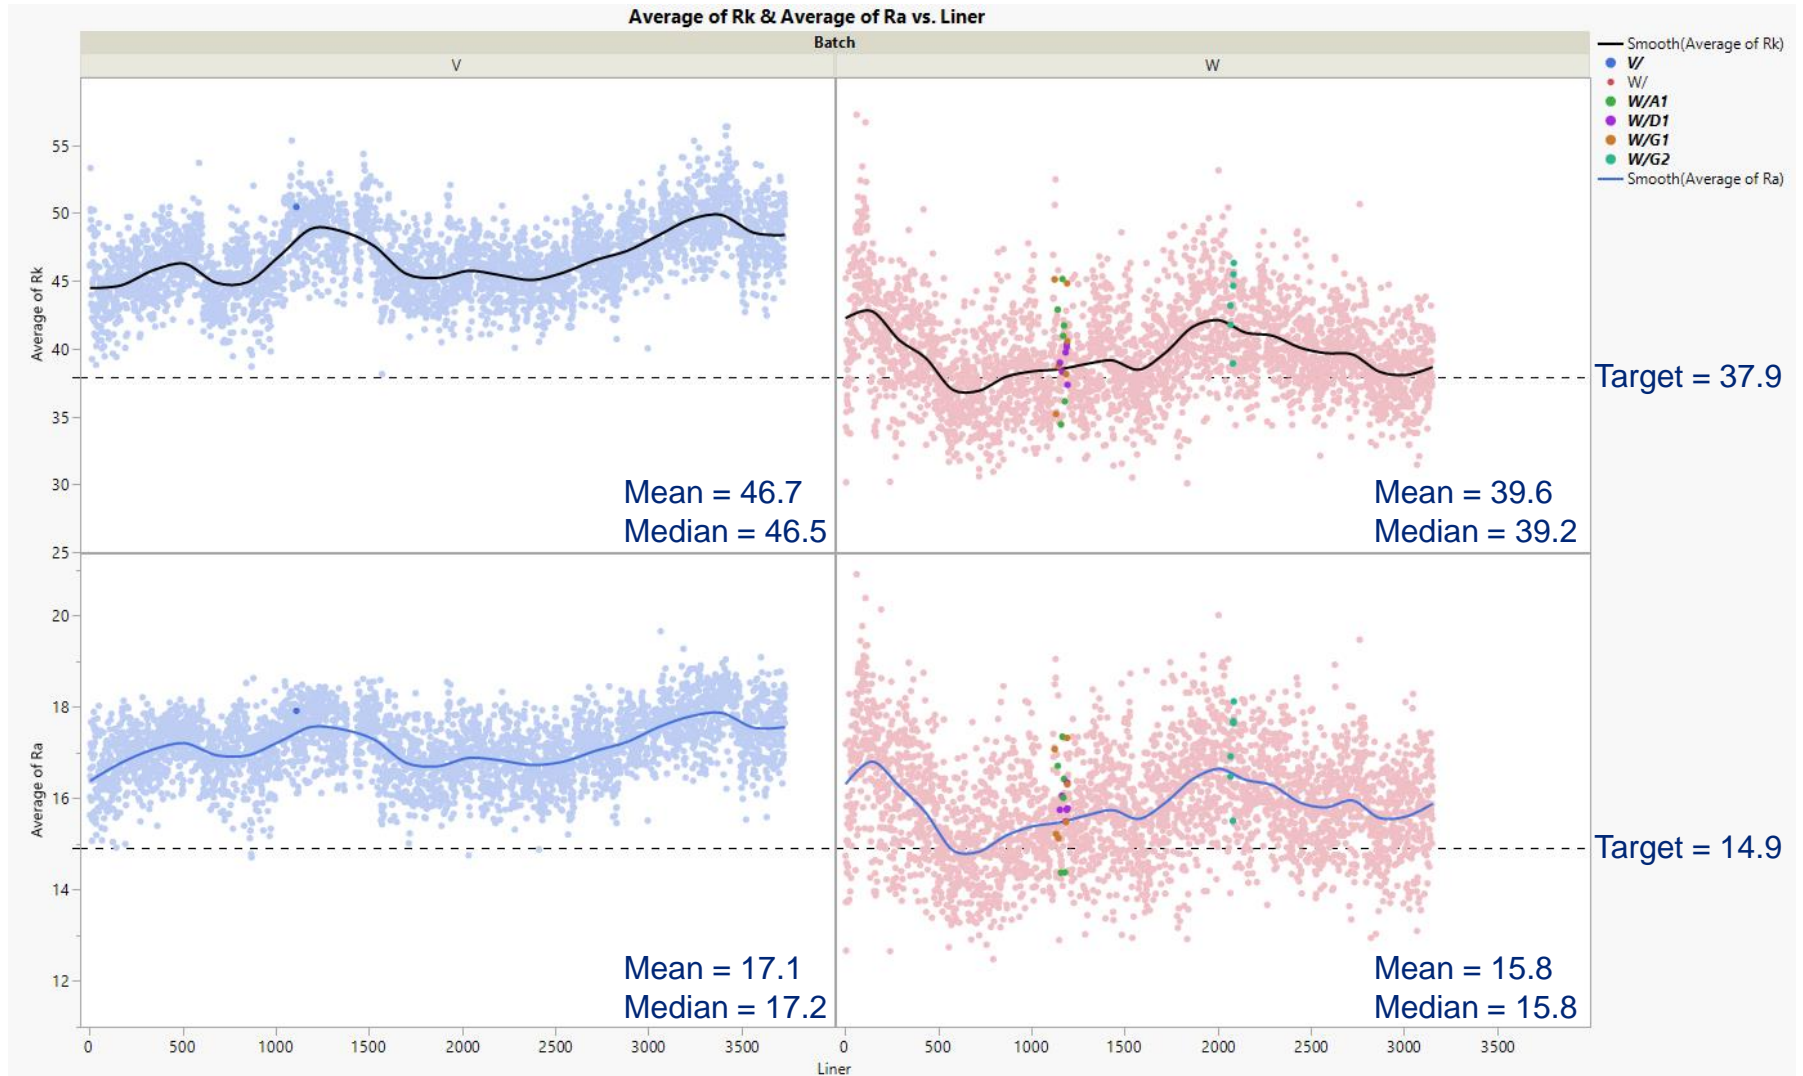 Average of Rk & Average of Ra vs. Liner
Batch
V
W
Smooth(Average of Rk)
V/
W/
W/A1
W/D1
W/G1
W/G2
Smooth(Average of Ra)
Average of Rk
55
50
45
40
35
30
25
Mean = 46.7
Median = 46.5
Mean = 39.6
Median = 39.2
Target = 37.9
Average of Ra
20
18
16
14
12
Mean = 17.1
Median = 17.2
Mean = 15.8
Median = 15.8
Target = 14.9
0 500 1000 1500 2000 2500 3000 3500
0 500 1000 1500 2000 2500 3000 3500
Liner